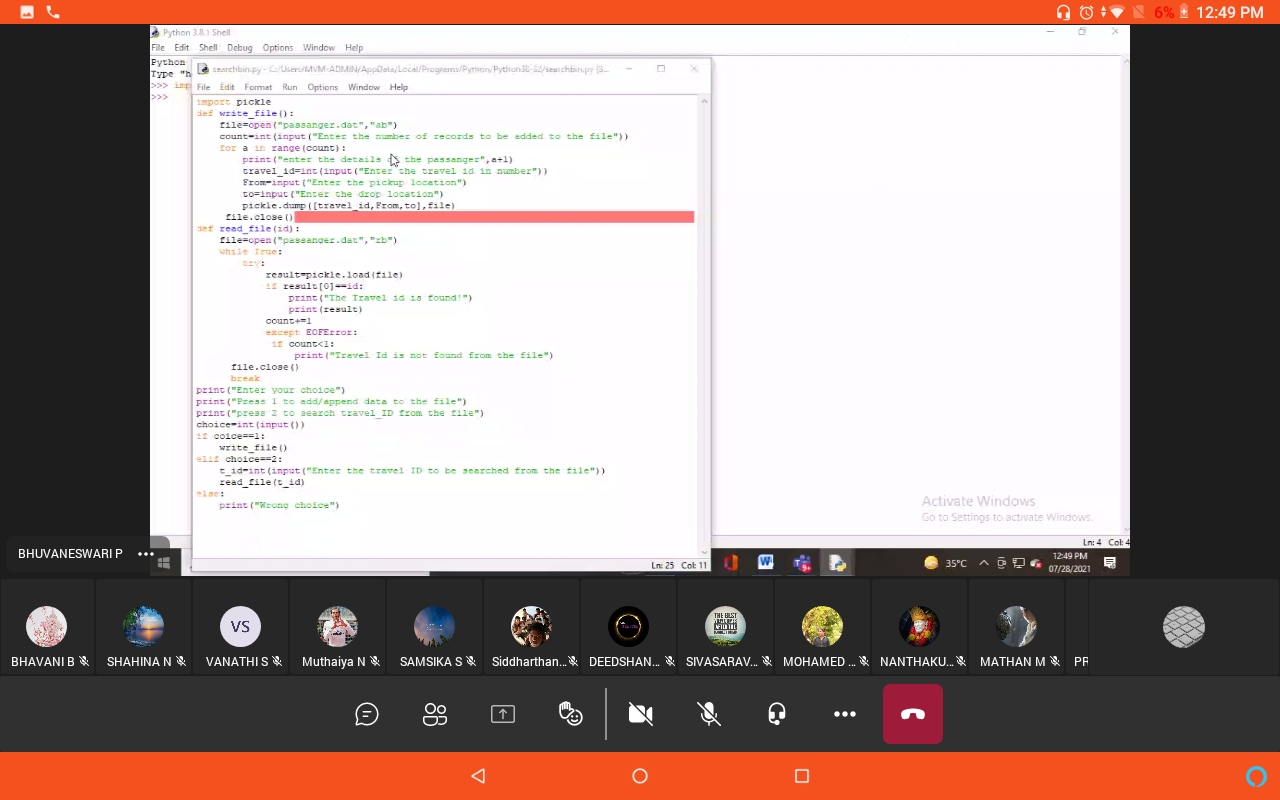 6% 12:49 PM
Python 3.8.1 Shell
File Edit Shell Debug Options Window Help
Python
Type "h
>>> imp
>>>
searchbin.py - C:/Users/MVM-ADMIN/AppData/Local/Programs/Python/Python38-32/searchbin.py (3...
File Edit Format Run Options Window Help
import pickle
def write_file():
    file=open("passanger.dat","ab")
    count=int(input("Enter the number of records to be added to the file"))
    for a in range(count):
        print("enter the details of the passanger",a+1)
        travel_id=int(input("Enter the travel id in number"))
        From=input("Enter the pickup location")
        to=input("Enter the drop location")
        pickle.dump([travel_id,From,to],file)
     file.close()
def read_file(id):
    file=open("passanger.dat","rb")
    while True:
        try:
            result=pickle.load(file)
            if result[0]==id:
                print("The Travel id is found!")
                print(result)
            count+=1
            except EOFError:
             if count<1:
                 print("Travel Id is not found from the file")
      file.close()
      break
print("Enter your choice")
print("Press 1 to add/append data to the file")
print("press 2 to search travel_ID from the file")
choice=int(input())
if coice==1:
    write_file()
elif choice==2:
    t_id=int(input("Enter the travel ID to be searched from the file"))
    read_file(t_id)
else:
    print("Wrong choice")
Activate Windows
Go to Settings to activate Windows.
Ln: 4 Col: 4
Ln: 25 Col: 11
BHUVANESWARI P
35°C
12:49 PM
07/28/2021
VS
BHAVANI B SHAHINA N VANATHI S Muthaiya N SAMSIKA S Siddharthan... DEEDSHAN... SIVASARAV... MOHAMED ... NANTHAKU... MATHAN M PR